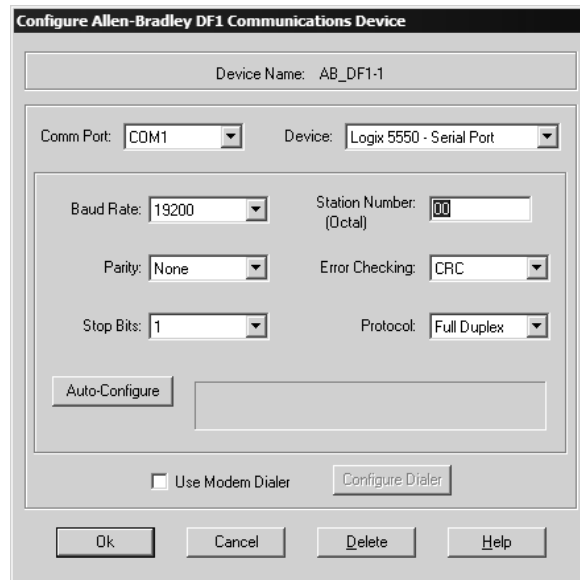 Configure Allen-Bradley DF1 Communications Device
Device Name: AB_DF1-1
Comm Port: COM1 Device: Logix 5550 - Serial Port
Baud Rate: 19200 Station Number: 00
(Octal)
Parity: None Error Checking: CRC
Stop Bits: 1 Protocol: Full Duplex
Auto-Configure
Use Modem Dialer Configure Dialer
Ok Cancel Delete Help